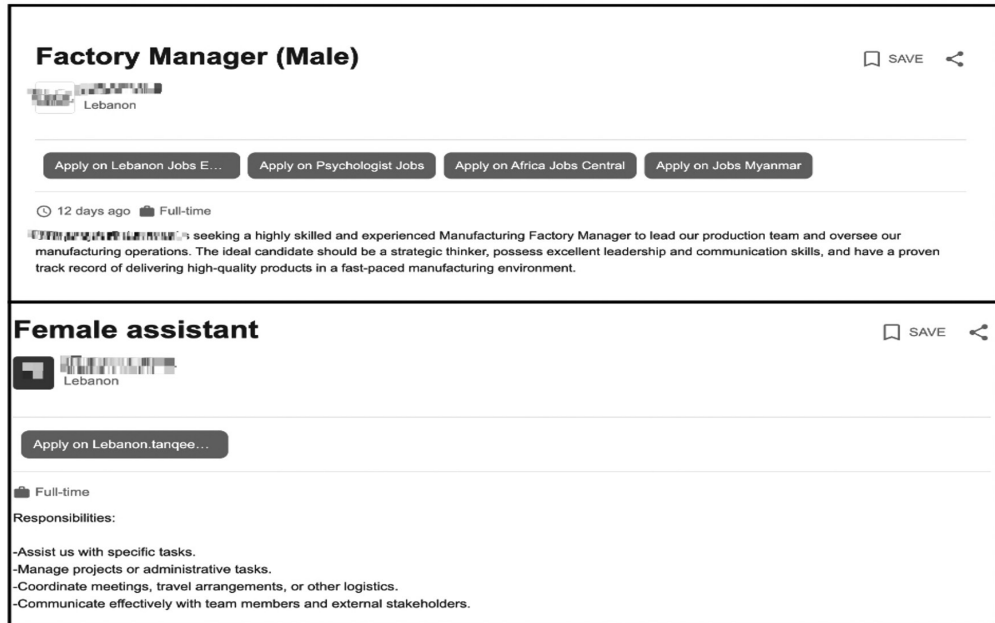 Factory Manager (Male)
SAVE
Lebanon
Apply on Lebanon Jobs E...
Apply on Psychologist Jobs
Apply on Africa Jobs Central
Apply on Jobs Myanmar
12 days ago
Full-time
seeking a highly skilled and experienced Manufacturing Factory Manager to lead our production team and oversee our
manufacturing operations. The ideal candidate should be a strategic thinker, possess excellent leadership and communication skills, and have a proven
track record of delivering high-quality products in a fast-paced manufacturing environment.
Female assistant
SAVE
Lebanon
Apply on Lebanon.tanqee...
Full-time
Responsibilities:
-Assist us with specific tasks.
-Manage projects or administrative tasks.
-Coordinate meetings, travel arrangements, or other logistics.
-Communicate effectively with team members and external stakeholders.